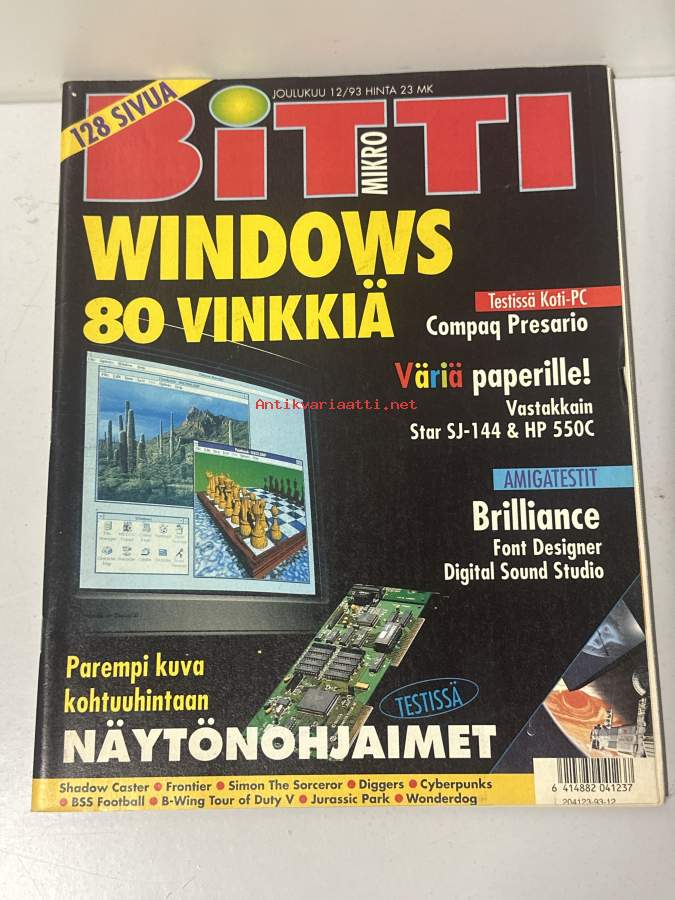 128 SIVUA
JOULUKUU 12/93 HINTA 23 MK
MIKRO
BiTTI
WINDOWS
80 VINKKIÄ
Testissä Koti-PC
Compaq Presario
Väriä paperille!
Vastakkain
Star SJ-144 & HP 550C
Antikvariaatti.net
AMIGATESTIT
Brilliance
Font Designer
Digital Sound Studio
Parempi kuva
kohtuuhintaan
TESTISSÄ
NÄYTÖNOHJAIMET
Shadow Caster • Frontier • Simon The Sorceror • Diggers • Cyberpunks
• BSS Football • B-Wing Tour of Duty V • Jurassic Park • Wonderdog
6 414882 041237
204123-93-12